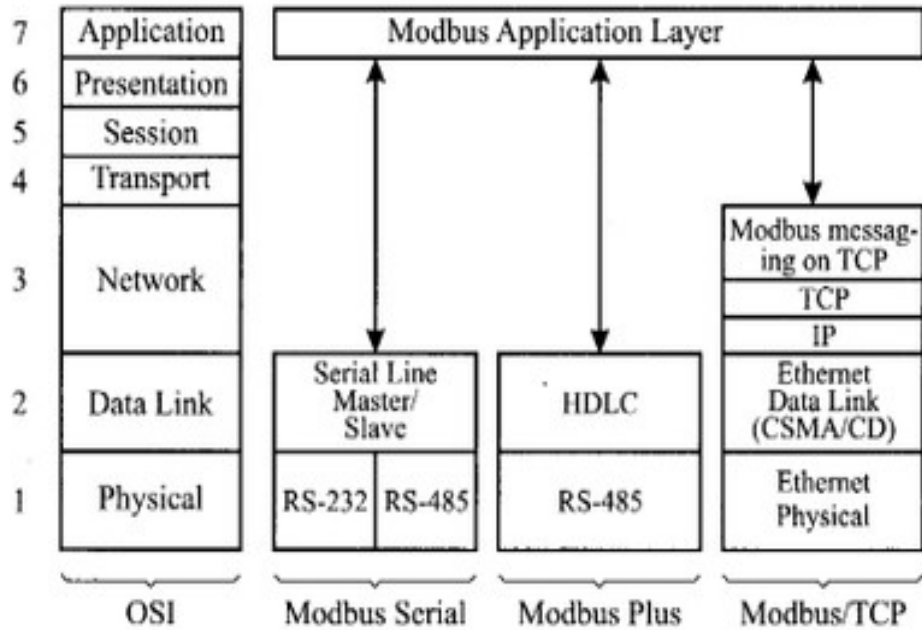 7 Application Modbus Application Layer
6 Presentation
5 Session
4 Transport
3 Network
Modbus messag-
ing on TCP
TCP
IP
2 Data Link
Serial Line
Master/
Slave
HDLC
Ethernet
Data Link
(CSMA/CD)
1 Physical
RS-232 RS-485
RS-485
Ethernet
Physical
OSI Modbus Serial Modbus Plus Modbus/TCP